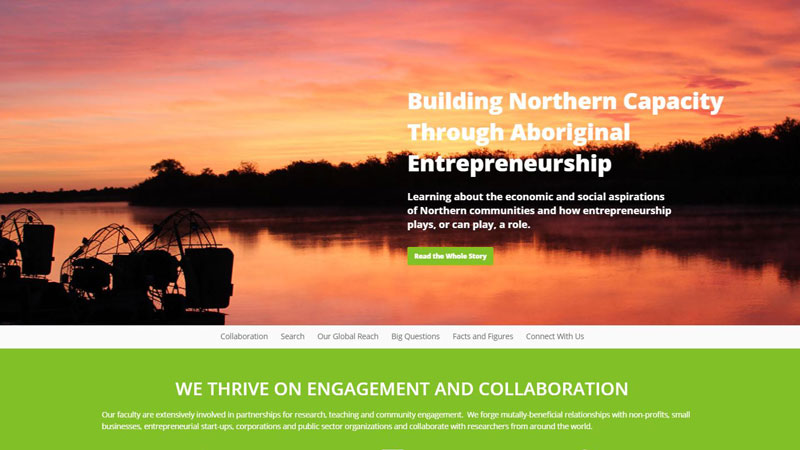 Building Northern Capacity
Through Aboriginal
Entrepreneurship
Learning about the economic and social aspirations
of Northern communities and how entrepreneurship
plays, or can play, a role.
Read the Whole Story
Collaboration Search Our Global Reach Big Questions Facts and Figures Connect With Us
WE THRIVE ON ENGAGEMENT AND COLLABORATION
Our faculty are extensively involved in partnerships for research, teaching and community engagement. We forge mutally-beneficial relationships with non-profits, small
businesses, entrepreneurial start-ups, corporations and public sector organizations and collaborate with researchers from around the world.